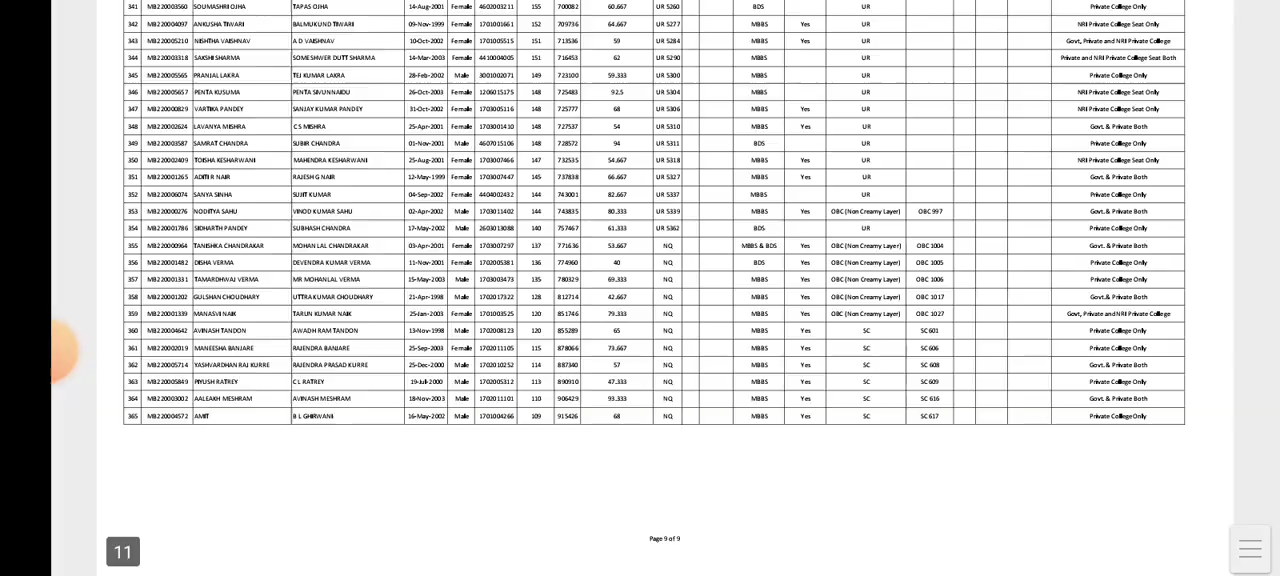 341 MB220003560 SOUMASHRI OJHA TAPAS OJHA 14-Aug-2001 Female 4602003211 155 700082 60.667 UR 5260 BDS UR Private College Only
342 MB220004097 ANKUSHA TIWARI BALMUKUND TIWARI 09-Nov-1999 Female 1701001661 152 709736 64.667 UR 5277 MBBS Yes UR NRI Private College Seat Only
343 MB220005210 NISHTHA VAISHNAV A D VAISHNAV 10-Oct-2002 Female 1701005515 151 713536 59 UR 5284 MBBS Yes UR Govt, Private and NRI Private College
344 MB220003318 SAKSHI SHARMA SOMESHWER DUTT SHARMA 14-Mar-2003 Female 4410004005 151 716453 62 UR 5290 MBBS UR Private and NRI Private College Seat Both
345 MB220005565 PRANJAL LAKRA TEJ KUMAR LAKRA 28-Feb-2002 Male 3001002071 149 723100 59.333 UR 5300 MBBS UR Private College Only
346 MB220005657 PENTA KUSUMA PENTA SIVUNNAIDU 26-Oct-2003 Female 1206015175 148 725483 92.5 UR 5304 MBBS UR NRI Private College Seat Only
347 MB220000829 VARTIKA PANDEY SANJAY KUMAR PANDEY 31-Oct-2002 Female 1703005116 148 725777 68 UR 5306 MBBS Yes UR NRI Private College Seat Only
348 MB220002624 LAVANYA MISHRA C S MISHRA 25-Apr-2001 Female 1703001410 148 727537 54 UR 5310 MBBS Yes UR Govt. & Private Both
349 MB220003587 SAMRAT CHANDRA SUBIR CHANDRA 01-Nov-2001 Male 4607015106 148 728572 94 UR 5311 BDS UR Private College Only
350 MB220002409 TOISHA KESHARWANI MAHENDRA KESHARWANI 25-Aug-2001 Female 1703007466 147 732535 54.667 UR 5318 MBBS Yes UR NRI Private College Seat Only
351 MB220001265 ADITI R NAIR RAJESH G NAIR 12-May-1999 Female 1703007447 145 737838 66.667 UR 5327 MBBS Yes UR Govt. & Private Both
352 MB220006074 SANYA SINHA SUJIT KUMAR 04-Sep-2002 Female 4404002432 144 743001 82.667 UR 5337 MBBS UR Private College Only
353 MB220000276 NODITYA SAHU VINOD KUMAR SAHU 02-Apr-2002 Male 1703011402 144 743835 80.333 UR 5339 MBBS Yes OBC (Non Creamy Layer) OBC 997 Govt. & Private Both
354 MB220001786 SIDHARTH PANDEY SUBHASH CHANDRA 17-May-2002 Male 2603013088 140 757467 61.333 UR 5362 BDS UR Private College Only
355 MB220000964 TANISHKA CHANDRAKAR MOHAN LAL CHANDRAKAR 03-Apr-2001 Female 1703007297 137 771636 53.667 NQ MBBS & BDS Yes OBC (Non Creamy Layer) OBC 1004 Govt. & Private Both
356 MB220001482 DISHA VERMA DEVENDRA KUMAR VERMA 11-Nov-2001 Female 1702005381 136 774960 40 NQ BDS Yes OBC (Non Creamy Layer) OBC 1005 Private College Only
357 MB220001331 TAMARDHWAJ VERMA MR MOHANLAL VERMA 15-May-2003 Male 1703003473 135 780329 69.333 NQ MBBS Yes OBC (Non Creamy Layer) OBC 1006 Private College Only
358 MB220001202 GULSHAN CHOUDHARY UTTRA KUMAR CHOUDHARY 21-Apr-1998 Male 1702017322 128 812714 42.667 NQ MBBS Yes OBC (Non Creamy Layer) OBC 1017 Govt. & Private Both
359 MB220001339 MANASVI NAIK TARUN KUMAR NAIK 25-Jan-2003 Female 1701003525 120 851746 79.333 NQ MBBS Yes OBC (Non Creamy Layer) OBC 1027 Govt, Private and NRI Private College
360 MB220004642 AVINASH TANDON AWADH RAM TANDON 13-Nov-1998 Male 1702008123 120 855289 65 NQ MBBS Yes SC SC 601 Private College Only
361 MB220002019 MANEESHA BANJARE RAJENDRA BANJARE 25-Sep-2003 Female 1702011105 115 878066 73.667 NQ MBBS Yes SC SC 606 Private College Only
362 MB220005714 YASHVARDHAN RAJ KURRE RAJENDRA PRASAD KURRE 25-Dec-2000 Male 1702010252 114 887340 57 NQ MBBS Yes SC SC 608 Govt. & Private Both
363 MB220005849 PIYUSH RATREY C L RATREY 19-Jul-2000 Male 1702005312 113 890910 47.333 NQ MBBS Yes SC SC 609 Private College Only
364 MB220003002 AALEAKH MESHRAM AVINASH MESHRAM 18-Nov-2003 Male 1702011101 110 906429 93.333 NQ MBBS Yes SC SC 616 Govt. & Private Both
365 MB220004572 AMIT B L GHIRWANI 16-May-2002 Male 1701004266 109 915426 68 NQ MBBS Yes SC SC 617 Private College Only
Page 9 of 9
11